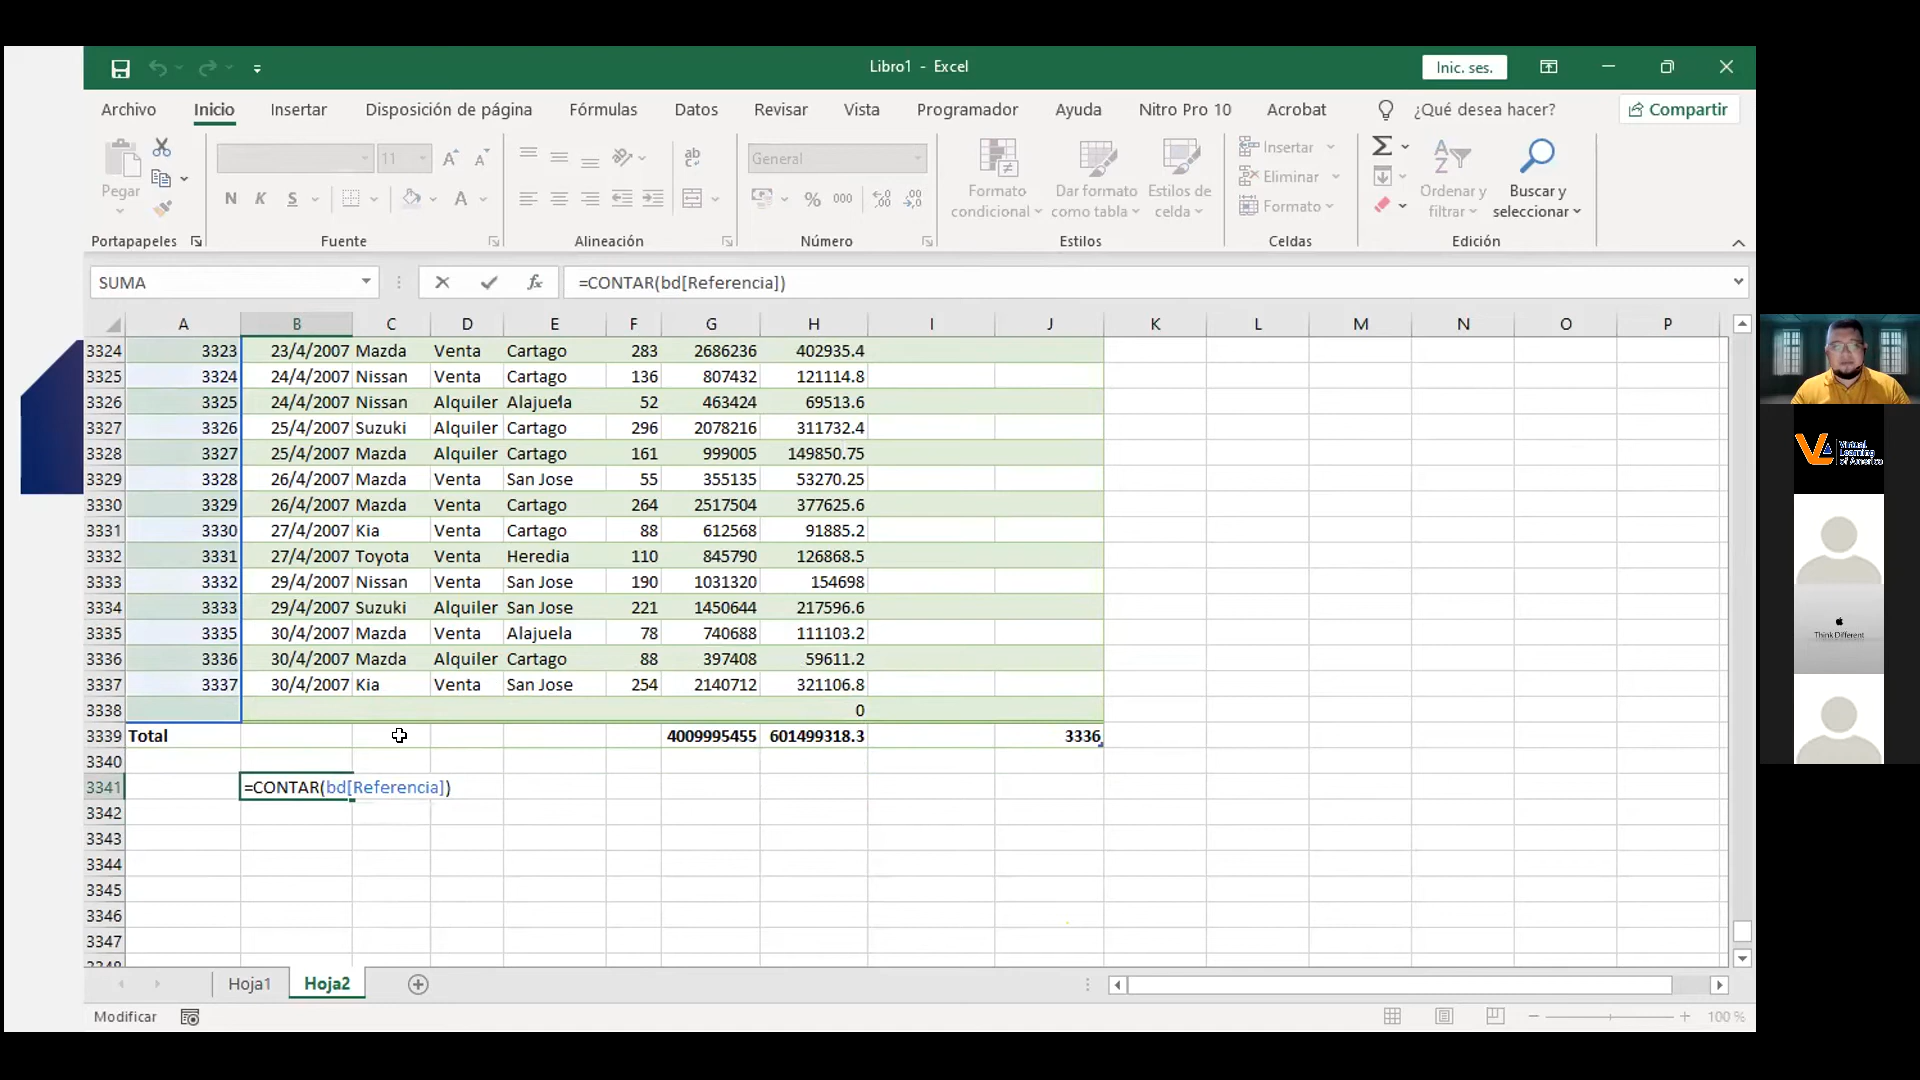 Libro1 - Excel
Inic. ses.
Archivo Inicio Insertar Disposición de página Fórmulas Datos Revisar Vista Programador Ayuda Nitro Pro 10 Acrobat ¿Qué desea hacer? Compartir
Pegar
11
General
N K S A % 000
Formato condicional
Dar formato como tabla
Estilos de celda
Insertar
Eliminar
Formato
Ordenar y filtrar
Buscar y seleccionar
Portapapeles Fuente Alineación Número Estilos Celdas Edición
SUMA fx =CONTAR(bd[Referencia])
A B C D E F G H I J K L M N O P
3324 3323 23/4/2007 Mazda Venta Cartago 283 2686236 402935.4
3325 3324 24/4/2007 Nissan Venta Cartago 136 807432 121114.8
3326 3325 24/4/2007 Nissan Alquiler Alajuela 52 463424 69513.6
3327 3326 25/4/2007 Suzuki Alquiler Cartago 296 2078216 311732.4
3328 3327 25/4/2007 Mazda Alquiler Cartago 161 999005 149850.75
3329 3328 26/4/2007 Mazda Venta San Jose 55 355135 53270.25
3330 3329 26/4/2007 Mazda Venta Cartago 264 2517504 377625.6
3331 3330 27/4/2007 Kia Venta Cartago 88 612568 91885.2
3332 3331 27/4/2007 Toyota Venta Heredia 110 845790 126868.5
3333 3332 29/4/2007 Nissan Venta San Jose 190 1031320 154698
3334 3333 29/4/2007 Suzuki Alquiler San Jose 221 1450644 217596.6
3335 3335 30/4/2007 Mazda Venta Alajuela 78 740688 111103.2
3336 3336 30/4/2007 Mazda Alquiler Cartago 88 397408 59611.2
3337 3337 30/4/2007 Kia Venta San Jose 254 2140712 321106.8
3338 0
3339 Total 4009995455 601499318.3 3336
3340
3341 =CONTAR(bd[Referencia])
3342
3343
3344
3345
3346
3347
3348
Hoja1 Hoja2
Modificar 100 %
Virtual
Learning
of America
Think Different